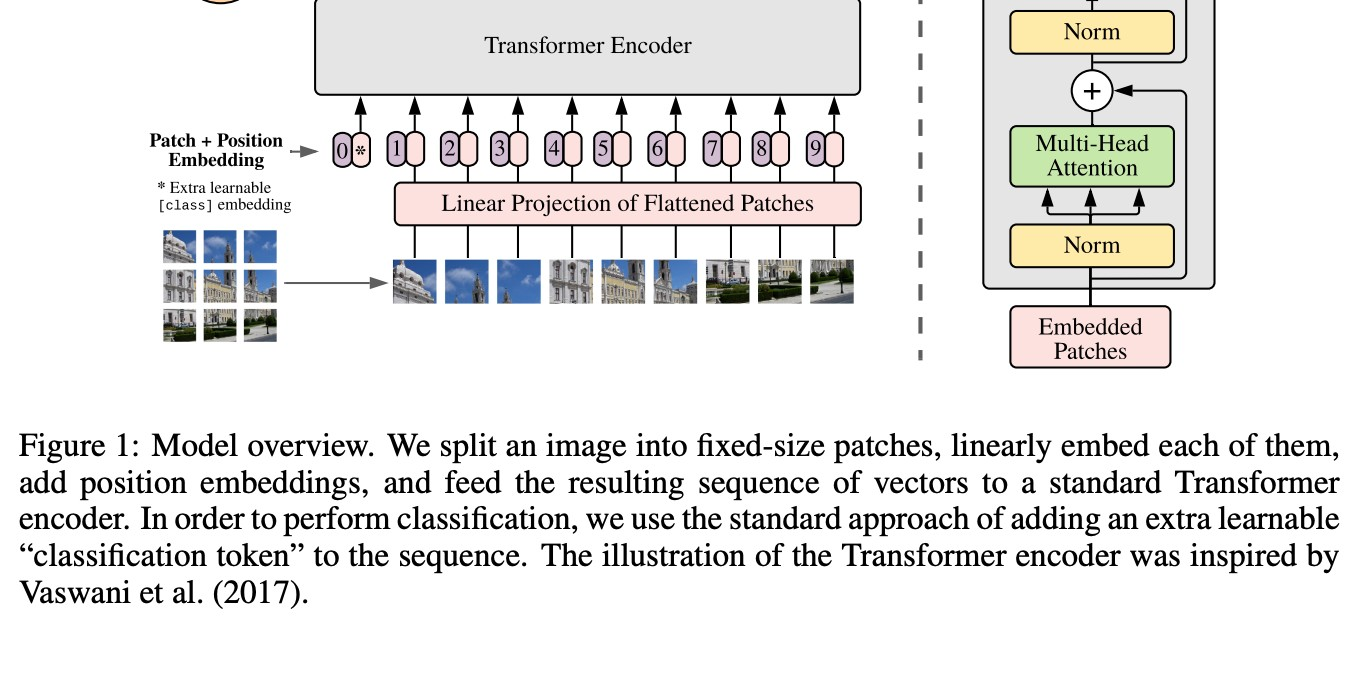 Transformer Encoder
Patch + Position
Embedding
0 * 1 2 3 4 5 6 7 8 9
* Extra learnable
[class] embedding
Linear Projection of Flattened Patches
Norm
+
Multi-Head
Attention
Norm
Embedded
Patches
Figure 1: Model overview. We split an image into fixed-size patches, linearly embed each of them,
add position embeddings, and feed the resulting sequence of vectors to a standard Transformer
encoder. In order to perform classification, we use the standard approach of adding an extra learnable
“classification token” to the sequence. The illustration of the Transformer encoder was inspired by
Vaswani et al. (2017).